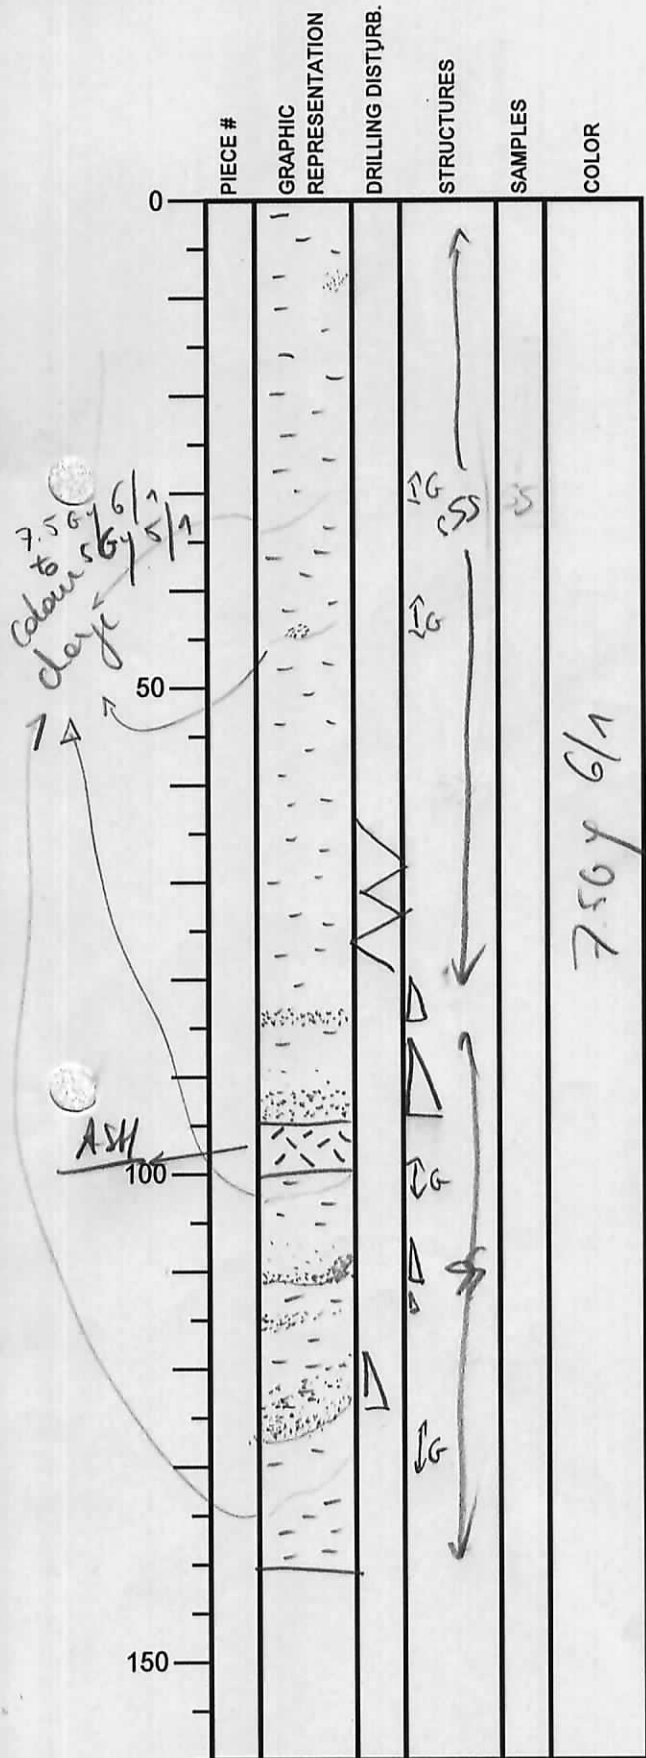 PIECE #
GRAPHIC
REPRESENTATION
DRILLING DISTURB.
STRUCTURES
SAMPLES
COLOR
0
50
100
150
7.5Gy 6/1
to 5Gy 5/1
colour
ASH
G
SS
G
G
G
7.5Gy 6/1